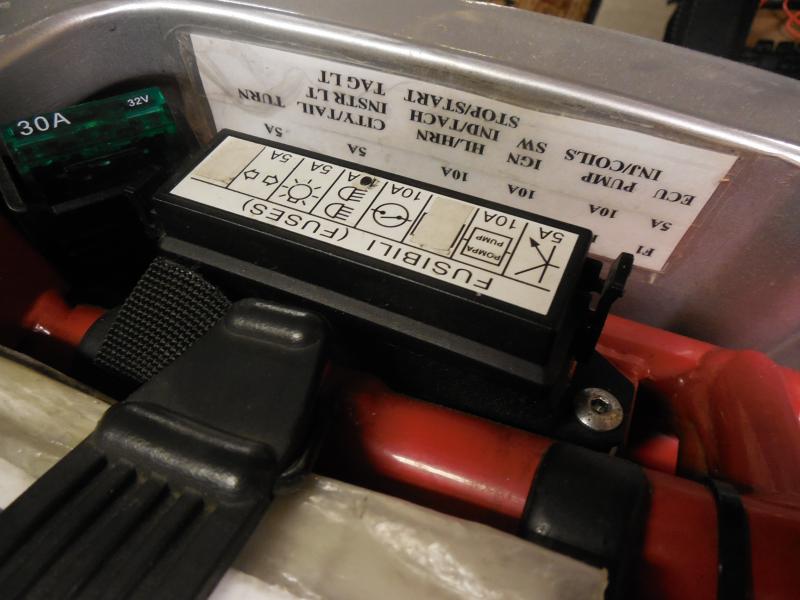 30A 32V
FI
5A 10A 10A 10A 5A 5A
ECU PUMP IGN HL/HRN CITY/TAIL TURN
INJ/COILS SW IND/TACH INSTR LT
STOP/START TAG LT
FUSIBILI (FUSES)
POMPA
PUMP
5A 10A 10A A 5A 5A